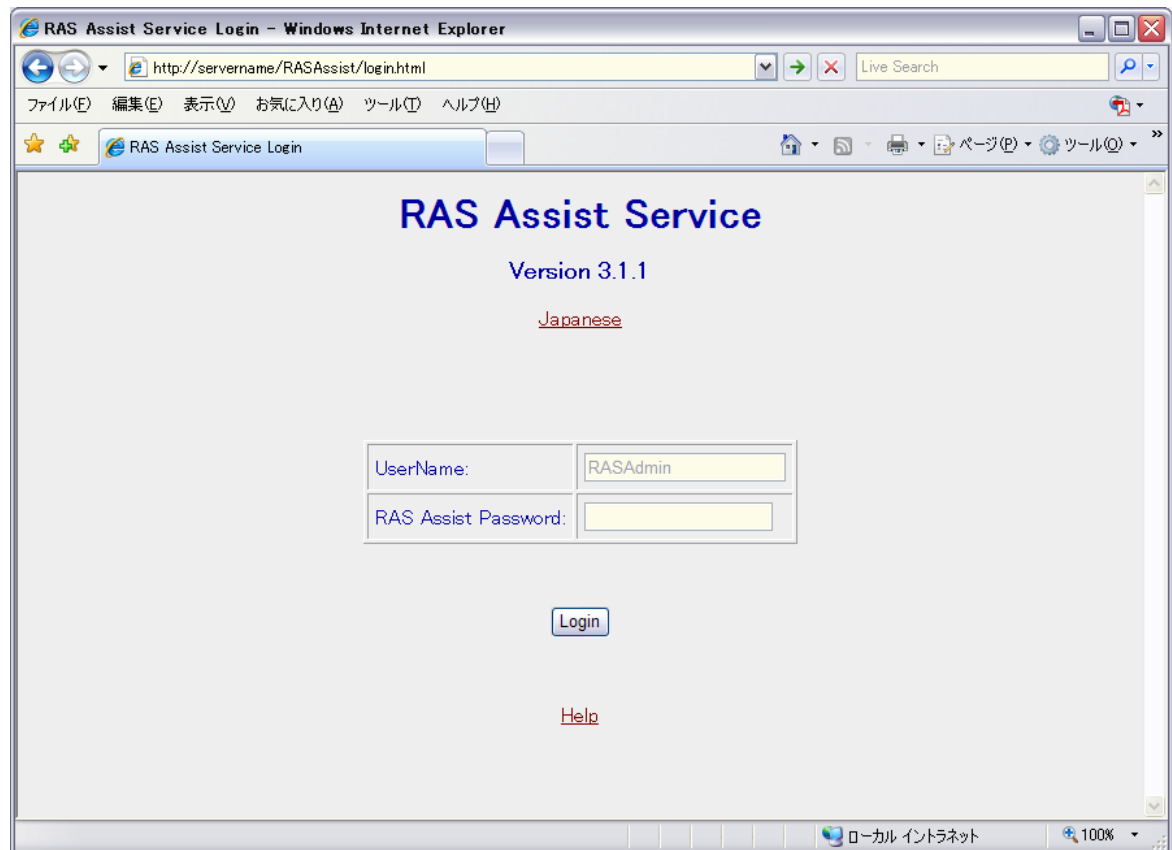 RAS Assist Service Login - Windows Internet Explorer
http://servername/RASAssist/login.html
Live Search
ファイル(F) 編集(E) 表示(V) お気に入り(A) ツール(T) ヘルプ(H)
RAS Assist Service Login
ページ(P) ツール(O) »
RAS Assist Service
Version 3.1.1
Japanese
UserName: RASAdmin
RAS Assist Password:
Login
Help
ローカル イントラネット 100%